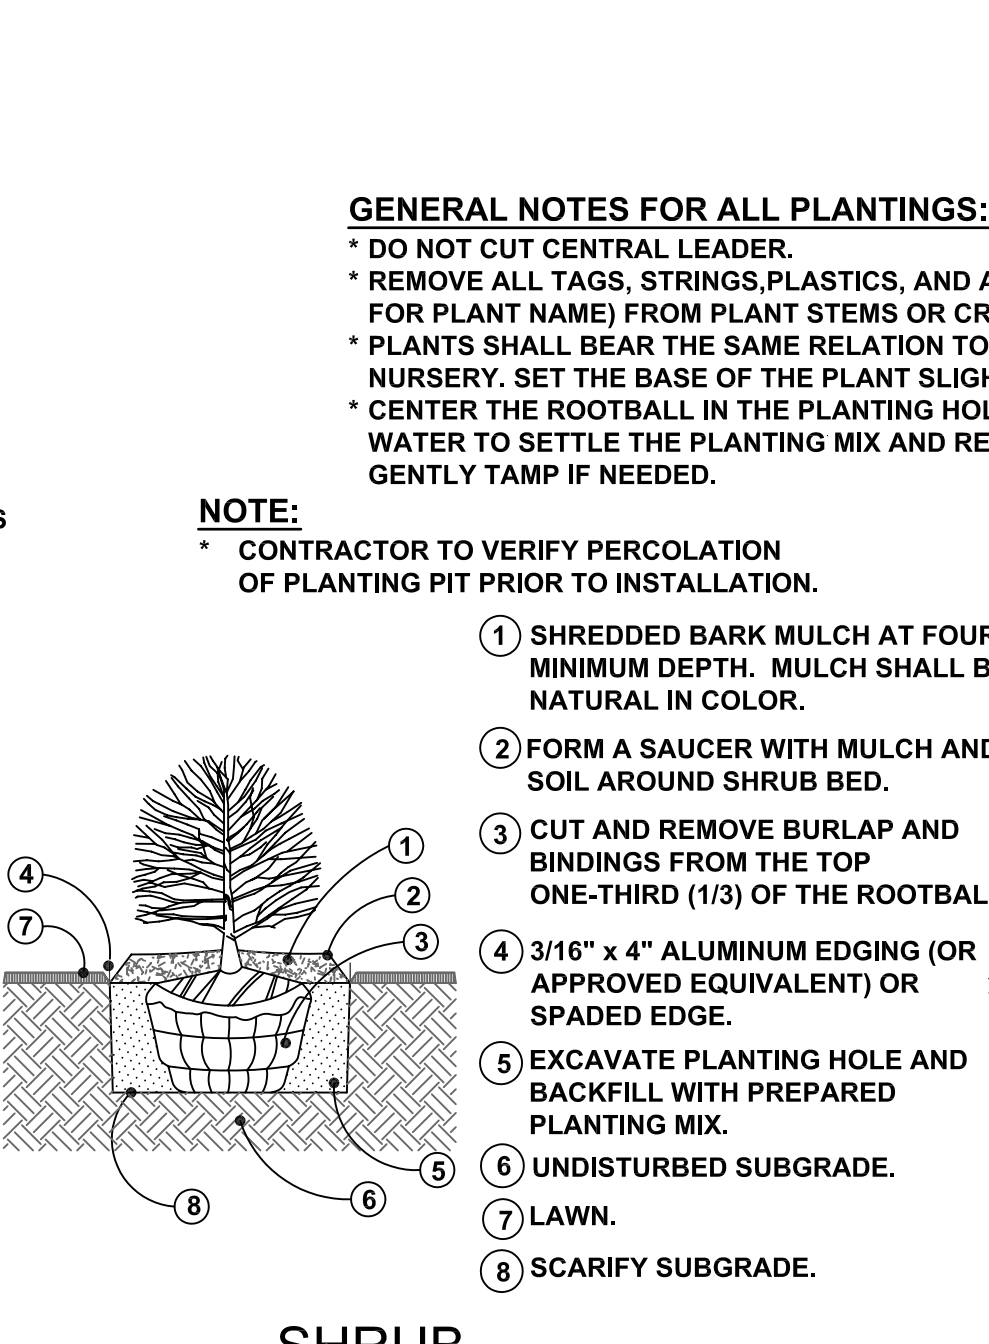 GENERAL NOTES FOR ALL PLANTINGS:
* DO NOT CUT CENTRAL LEADER.
* REMOVE ALL TAGS, STRINGS,PLASTICS, AND
FOR PLANT NAME) FROM PLANT STEMS OR
* PLANTS SHALL BEAR THE SAME RELATION TO
NURSERY. SET THE BASE OF THE PLANT
* CENTER THE ROOTBALL IN THE PLANTING
WATER TO SETTLE THE PLANTING MIX AND
GENTLY TAMP IF NEEDED.
NOTE:
* CONTRACTOR TO VERIFY PERCOLATION
OF PLANTING PIT PRIOR TO INSTALLATION.
1 SHREDDED BARK MULCH AT FOUR
MINIMUM DEPTH. MULCH SHALL
NATURAL IN COLOR.
2 FORM A SAUCER WITH MULCH AND
SOIL AROUND SHRUB BED.
3 CUT AND REMOVE BURLAP AND
BINDINGS FROM THE TOP
ONE-THIRD (1/3) OF THE
4 3/16" x 4" ALUMINUM EDGING (OR
APPROVED EQUIVALENT) OR
SPADED EDGE.
5 EXCAVATE PLANTING HOLE AND
BACKFILL WITH PREPARED
PLANTING MIX.
6 UNDISTURBED SUBGRADE.
7 LAWN.
8 SCARIFY SUBGRADE.
1
4
2
7
3
5
6
8
SHRUB